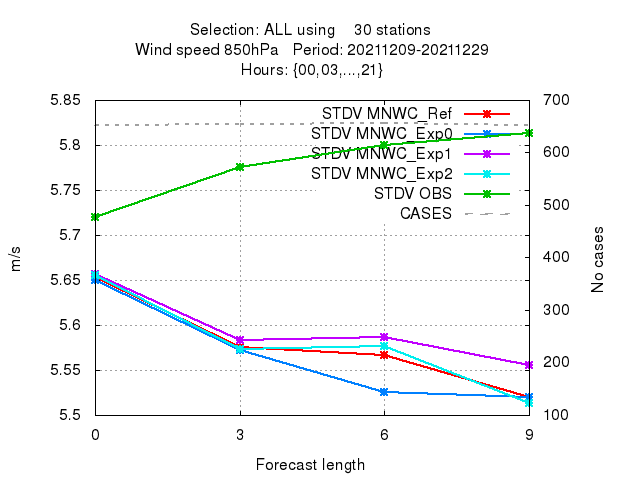 Selection: ALL using    30 stations
Wind speed 850hPa   Period: 20211209-20211229
Hours: {00,03,...,21}
5.85
5.8
5.75
5.7
5.65
5.6
5.55
5.5
m/s
STDV MNWC_Ref
STDV MNWC_Exp0
STDV MNWC_Exp1
STDV MNWC_Exp2
STDV OBS
CASES
700
600
500
400
300
200
100
No cases
0
3
6
9
Forecast length